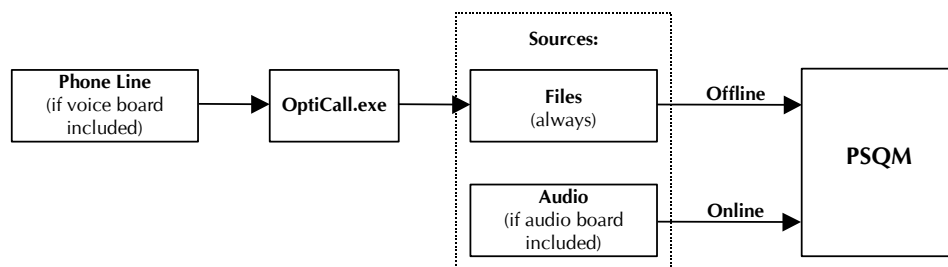 Sources:
Phone Line
(if voice board
included)
OptiCall.exe
Files
(always)
Offline
PSQM
Audio
(if audio board
included)
Online